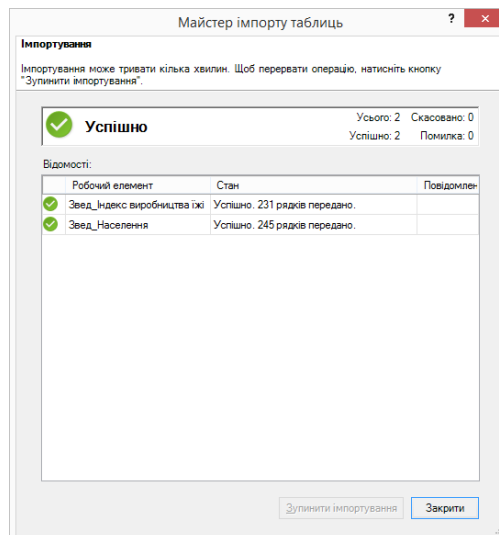 Майстер імпорту таблиць
? ×
Імпортування
Імпортування може тривати кілька хвилин. Щоб перервати операцію, натисніть кнопку
"Зупинити імпортування".
Успішно
Усього: 2 Скасовано: 0
Успішно: 2 Помилка: 0
Відомості:
Робочий елемент Стан Повідомлен
Звед_Індекс виробництва їжі Успішно. 231 рядків передано.
Звед_Населення Успішно. 245 рядків передано.
Зупинити імпортування Закрити